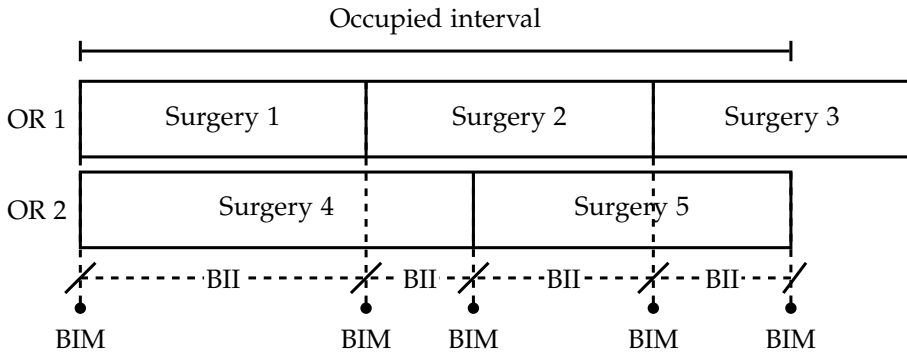 Occupied interval
OR 1 Surgery 1 Surgery 2 Surgery 3
OR 2 Surgery 4 Surgery 5
BII BII BII BII
BIM BIM BIM BIM BIM